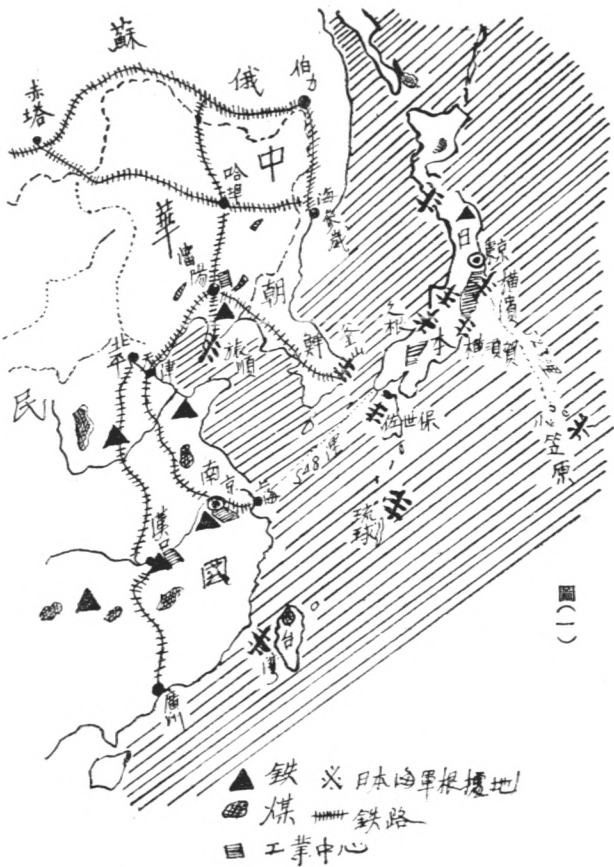 蘇
俄
伯力
赤塔
中
哈爾
海參崴
華
瀋陽
朝
鮮
釜
旅順
日
東京
橫濱
橫須賀
本
佐世保
小笠原
琉球
北平
天津
民
南京
上海
548浬
漢口
國
台
灣
廣州
圖(一)
鉄
※ 日本海軍根據地
煤
鉄路
工業中心